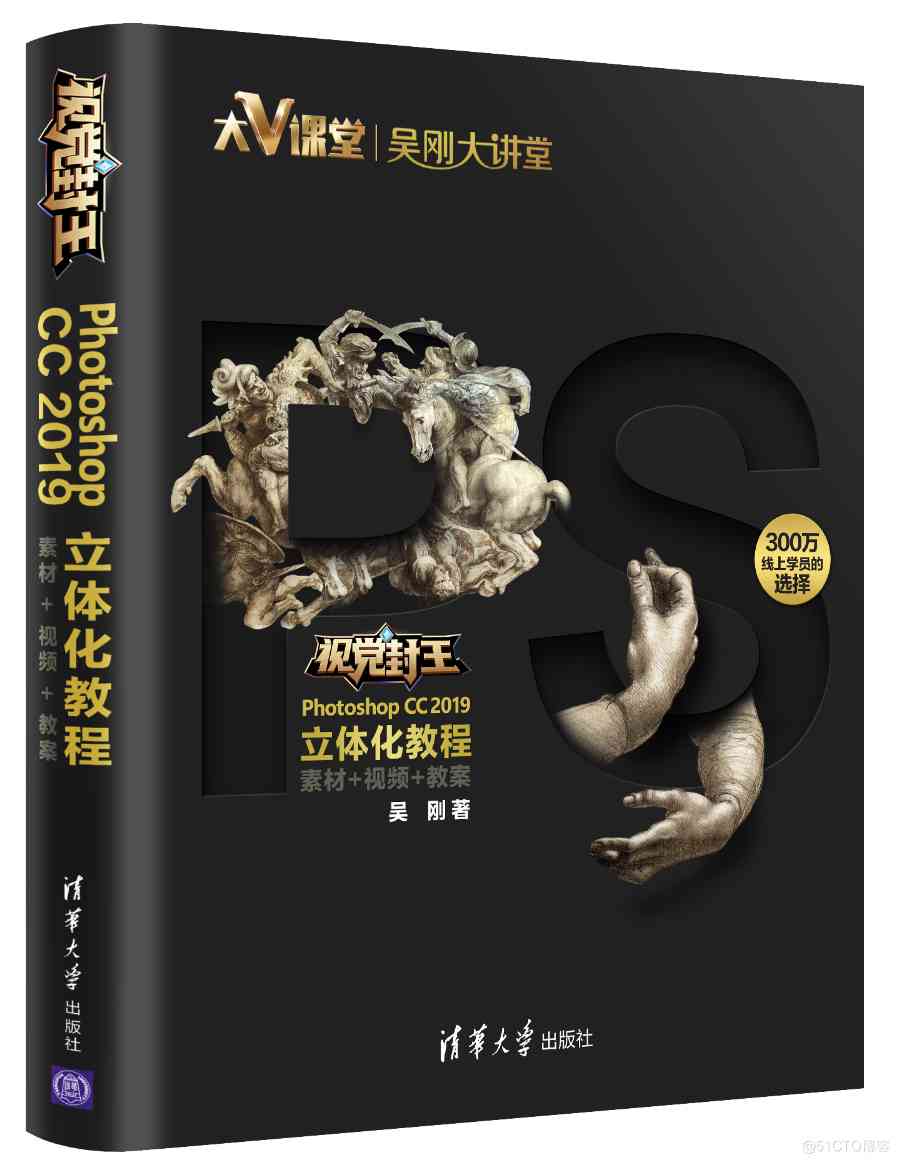 视觉封王
Photoshop
CC 2019
立体化教程
素材+视频+教案
清华大学
出版社
大V课堂|吴刚大讲堂
PS
300万
线上学员的
选择
视觉封王
Photoshop CC 2019
立体化教程
素材+视频+教案
吴 刚 著
清华大学出版社
@51CTO博客